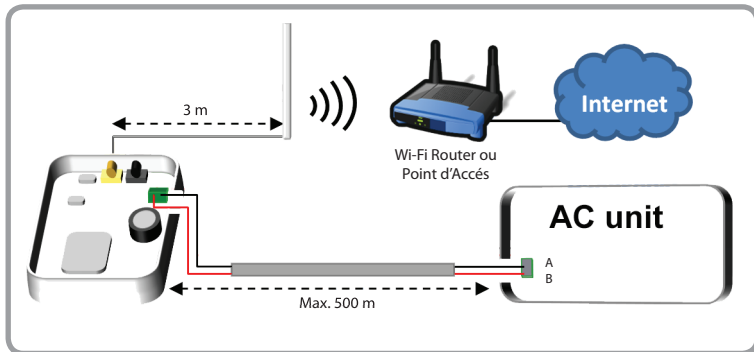 3 m
Internet
Wi-Fi Router ou
Point d'Accés
AC unit
A
B
Max. 500 m